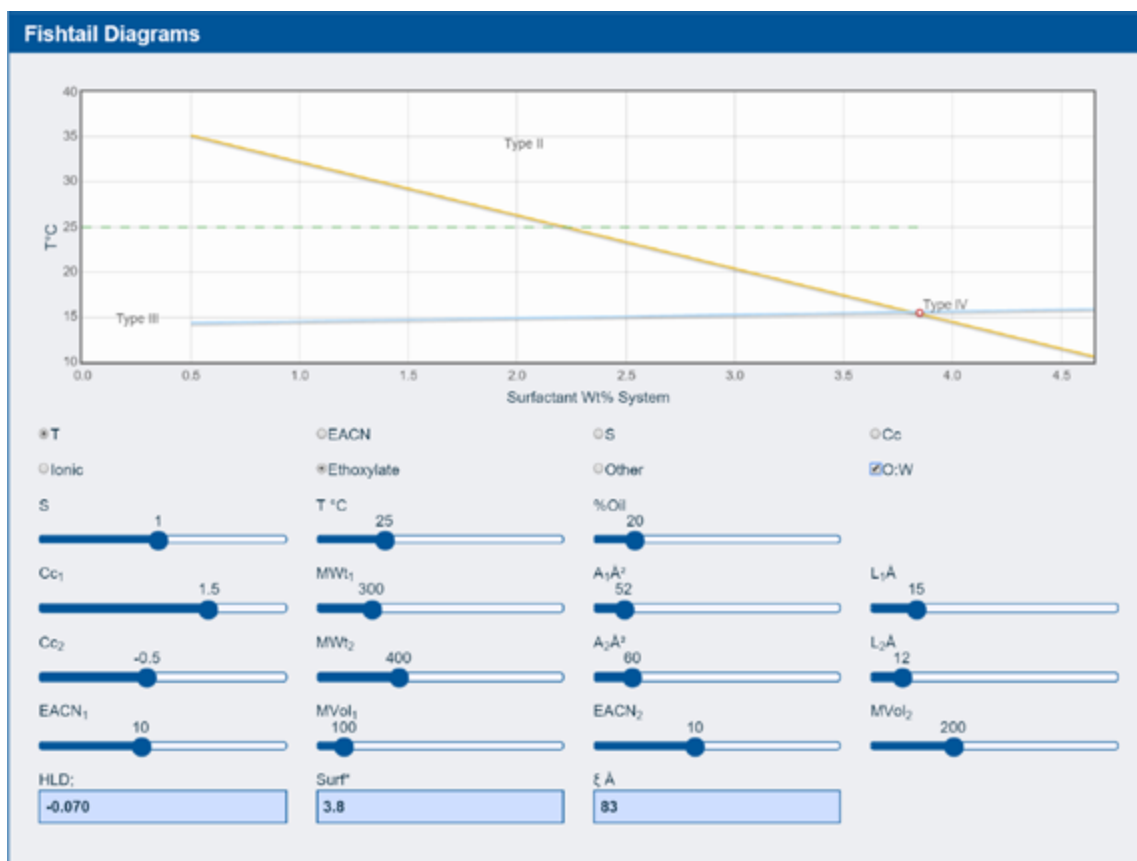 Fishtail Diagrams
40
35
30
25
20
15
10
T°C
Type II
Type III
Type IV
0.0 0.5 1.0 1.5 2.0 2.5 3.0 3.5 4.0 4.5
Surfactant Wt% System
T EACN S Cc
Ionic Ethoxylate Other O:W
S T °C %Oil
1 25 20
Cc₁ MWt₁ A₁Å² L₁Å
1.5 300 52 15
Cc₂ MWt₂ A₂Å² L₂Å
-0.5 400 60 12
EACN₁ MVol₁ EACN₂ MVol₂
10 100 10 200
HLD; Surf* ξ Å
-0.070 3.8 83